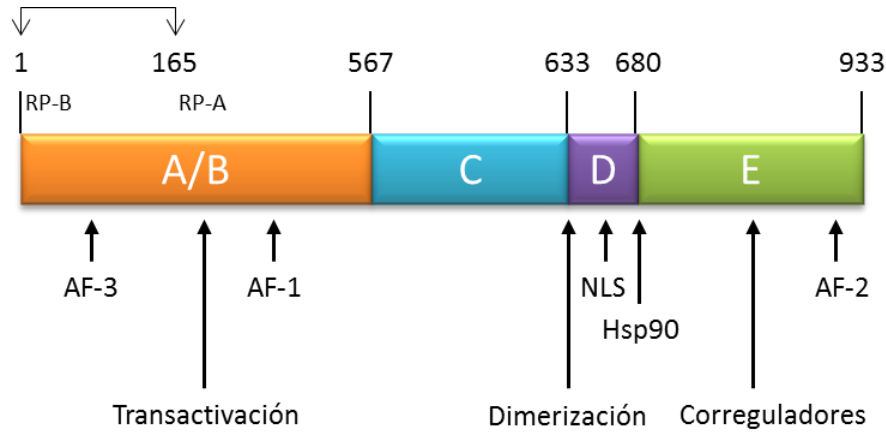 1 165 567 633 680 933
RP-B RP-A
A/B C D E
AF-3 AF-1 NLS AF-2
Hsp90
Transactivación Dimerización Correguladores